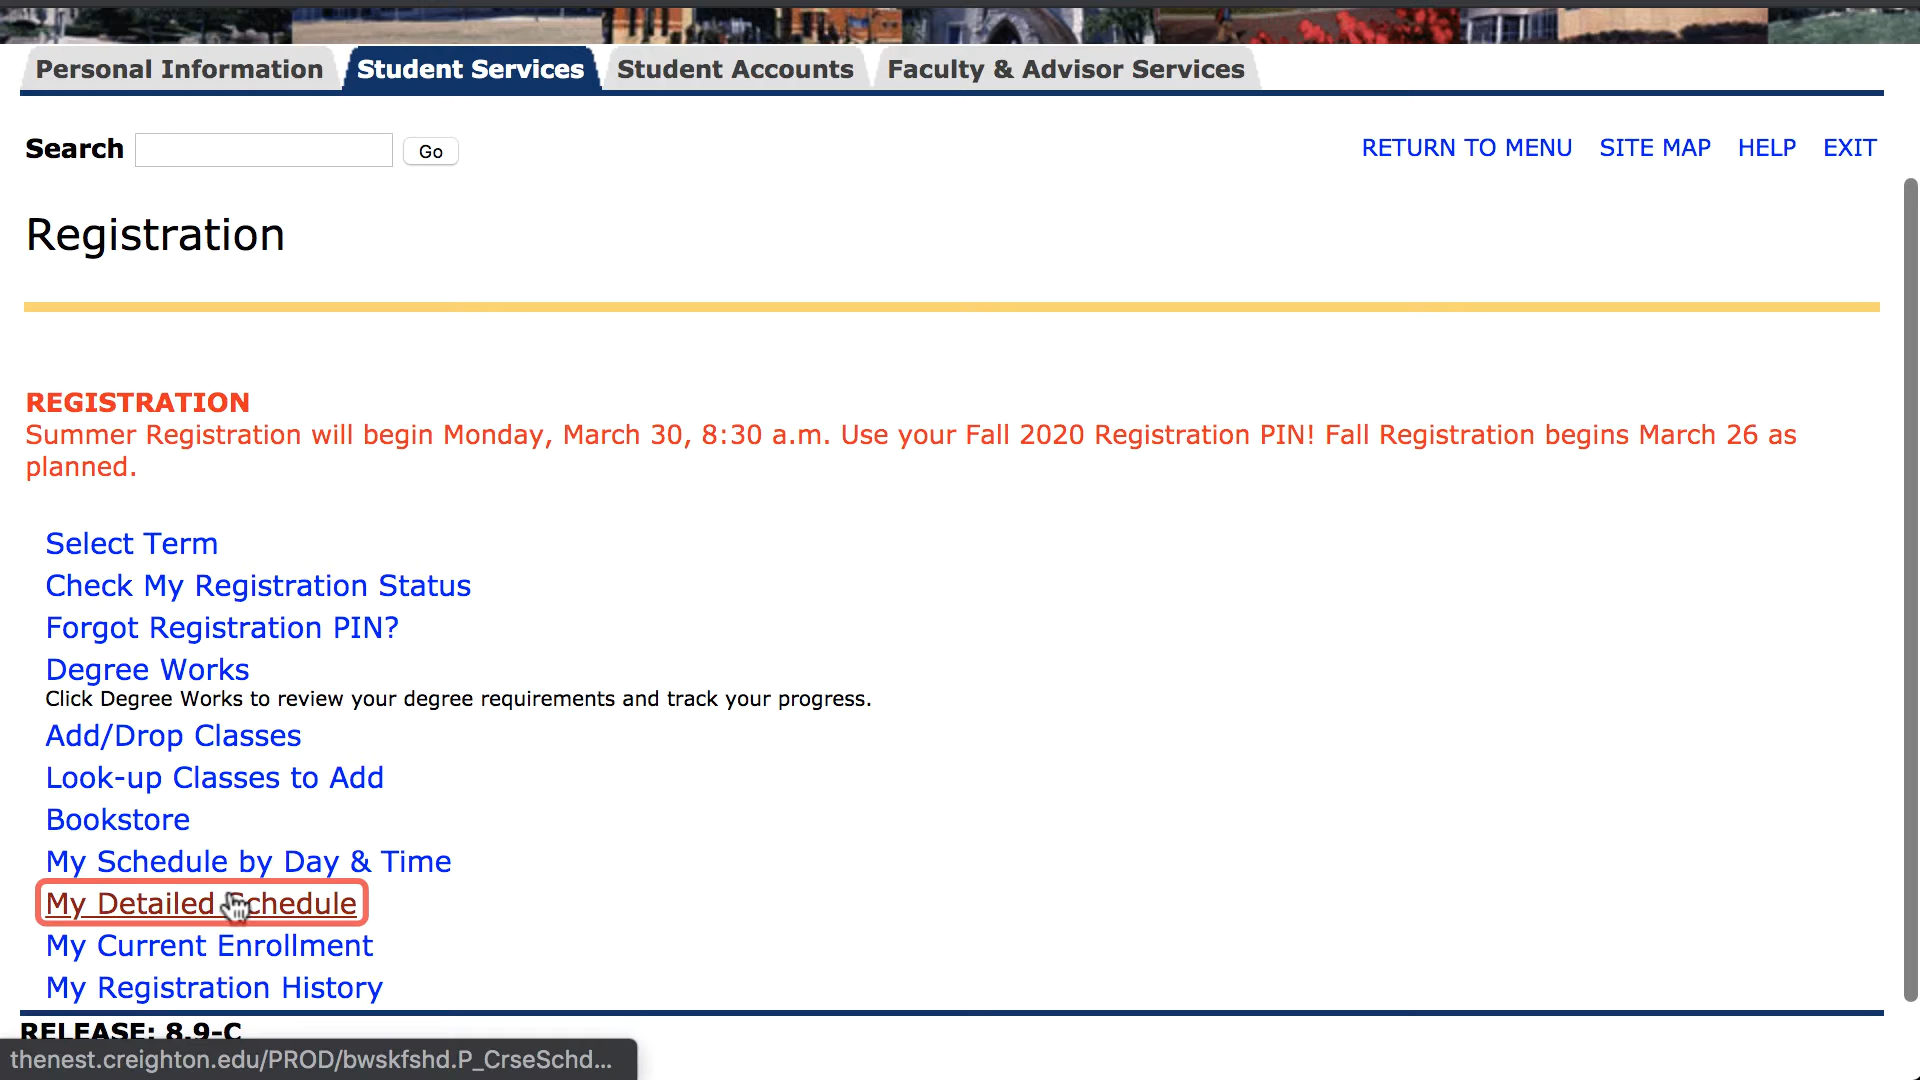 Personal Information Student Services Student Accounts Faculty & Advisor Services
Search Go RETURN TO MENU SITE MAP HELP EXIT
Registration
REGISTRATION
Summer Registration will begin Monday, March 30, 8:30 a.m. Use your Fall 2020 Registration PIN! Fall Registration begins March 26 as
planned.
Select Term
Check My Registration Status
Forgot Registration PIN?
Degree Works
Click Degree Works to review your degree requirements and track your progress.
Add/Drop Classes
Look-up Classes to Add
Bookstore
My Schedule by Day & Time
My Detailed Schedule
My Current Enrollment
My Registration History
RELEASE: 8.9-C
thenest.creighton.edu/PROD/bwskfshd.P_CrseSchd...